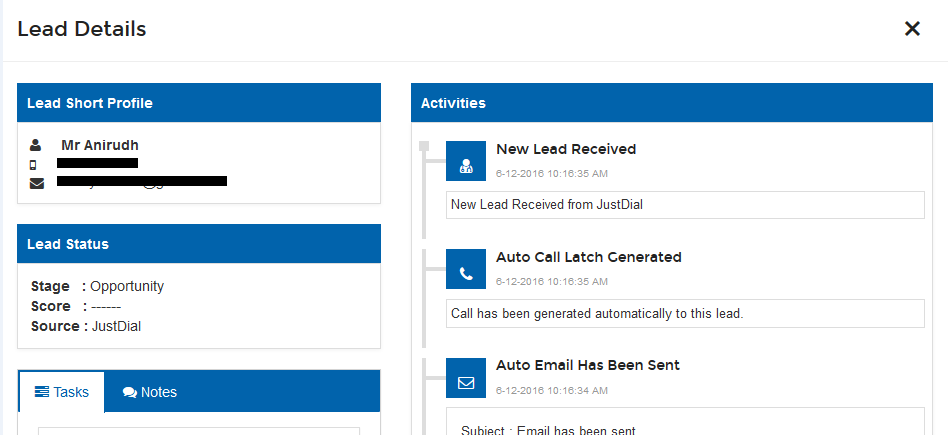 Lead Details
Lead Short Profile
Mr Anirudh
Lead Status
Stage : Opportunity
Score : ------
Source : JustDial
Tasks
Notes
Activities
New Lead Received
6-12-2016 10:16:35 AM
New Lead Received from JustDial
Auto Call Latch Generated
6-12-2016 10:16:35 AM
Call has been generated automatically to this lead.
Auto Email Has Been Sent
6-12-2016 10:16:34 AM
Subject : Email has been sent